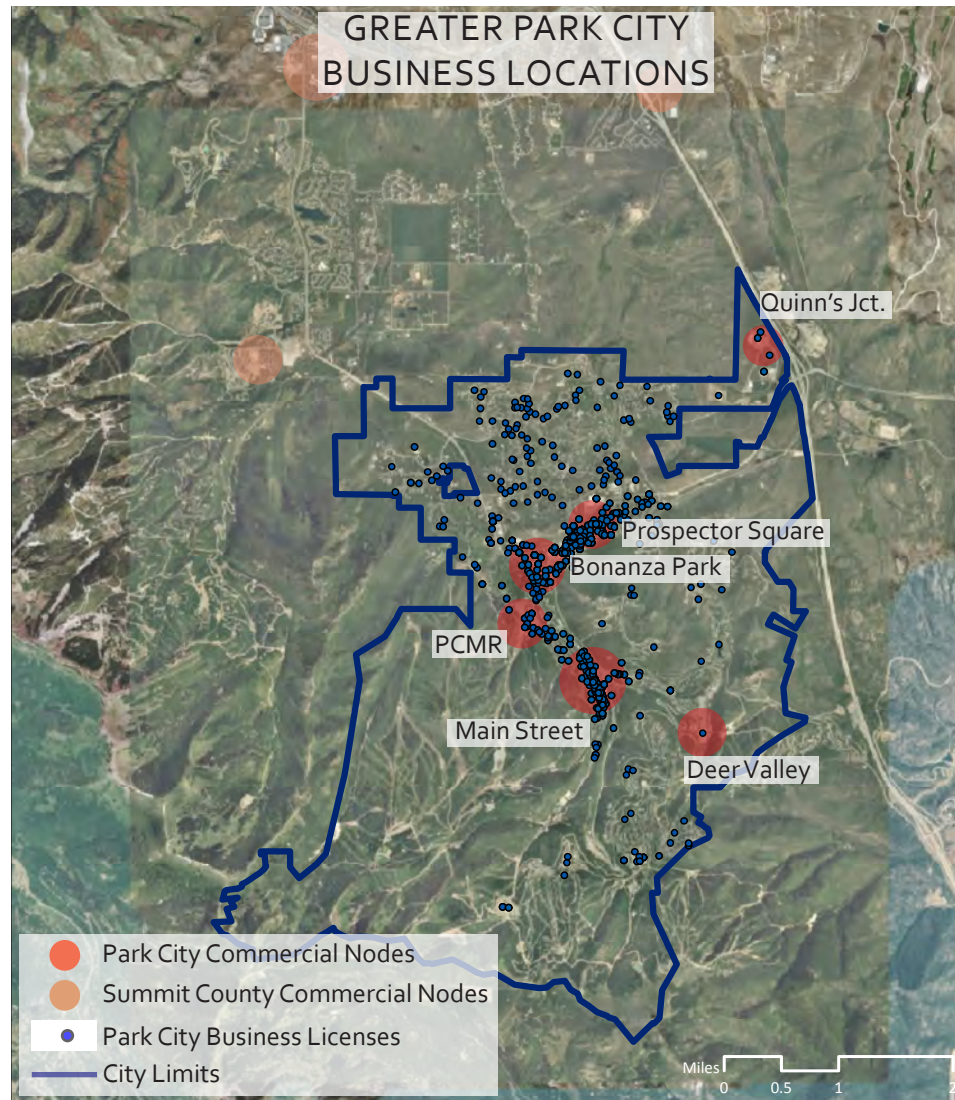 GREATER PARK CITY
BUSINESS LOCATIONS
Quinn's Jct.
Prospector Square
Bonanza Park
PCMR
Main Street
Deer Valley
Park City Commercial Nodes
Summit County Commercial Nodes
Park City Business Licenses
City Limits
Miles
0 0.5 1 2